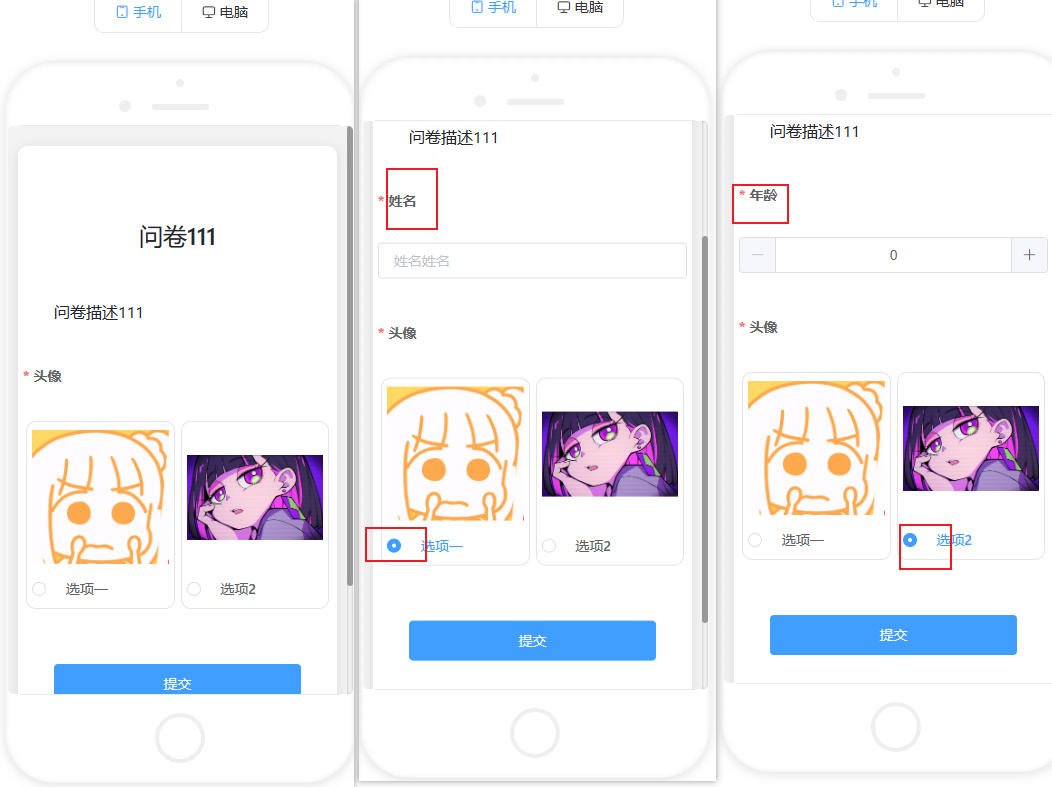 手机 电脑
问卷111
问卷描述111
* 头像
选项一 选项2
提交
手机 电脑
问卷描述111
* 姓名
姓名姓名
* 头像
选项一 选项2
提交
手机 电脑
问卷描述111
* 年龄
0
* 头像
选项一 选项2
提交